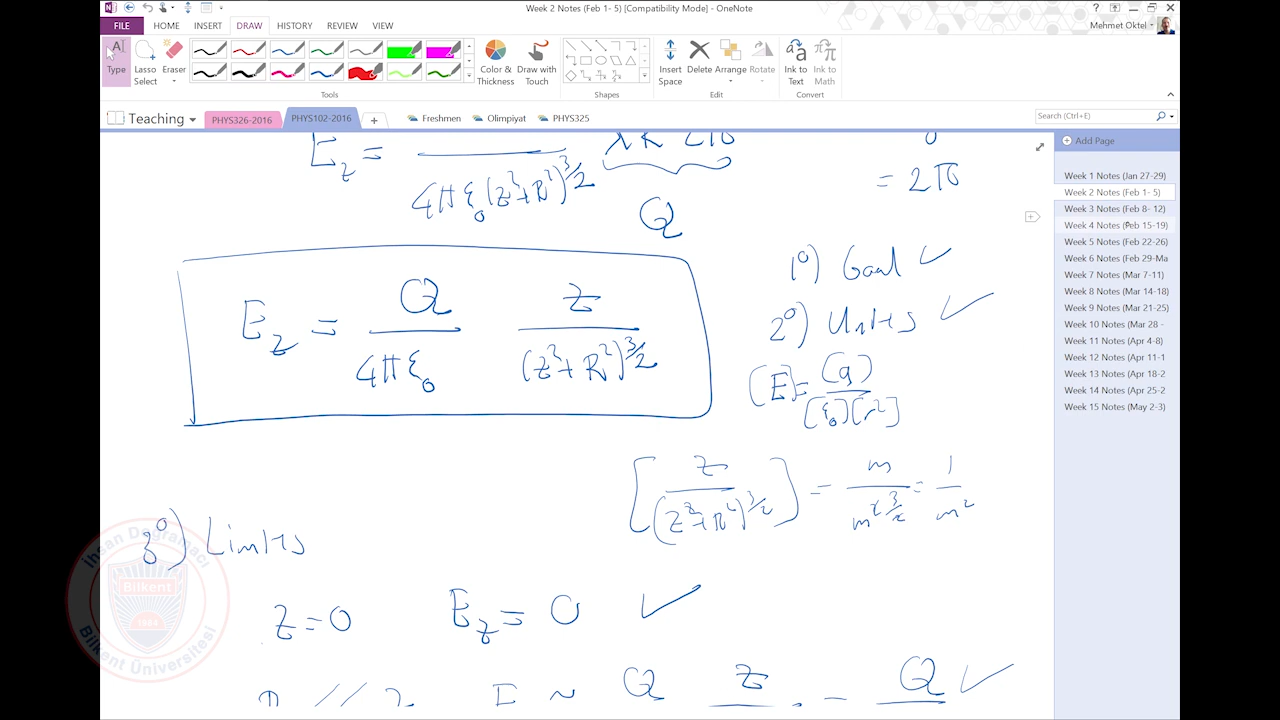 Week 2 Notes (Feb 1- 5) [Compatibility Mode] - OneNote
Mehmet Oktel
FILE HOME INSERT DRAW HISTORY REVIEW VIEW
Type
Lasso Select
Eraser
Color & Thickness
Draw with Touch
Insert Space
Delete
Arrange
Rotate
Ink to Text
Ink to Math
Tools
Shapes
Edit
Convert
Teaching
PHYS326-2016
PHYS102-2016
Freshmen
Olimpiyat
PHYS325
Search (Ctrl+E)
Add Page
Week 1 Notes (Jan 27-29)
Week 2 Notes (Feb 1- 5)
Week 3 Notes (Feb 8- 12)
Week 4 Notes (Feb 15-19)
Week 5 Notes (Feb 22-26)
Week 6 Notes (Feb 29-Ma
Week 7 Notes (Mar 7-11)
Week 8 Notes (Mar 14-18)
Week 9 Notes (Mar 21-25)
Week 10 Notes (Mar 28 -
Week 11 Notes (Apr 4-8)
Week 12 Notes (Apr 11-1
Week 13 Notes (Apr 18-2
Week 14 Notes (Apr 25-2
Week 15 Notes (May 2-3)
E_z = / 4πε₀(z²+R²)^3/2
= 2π
Q
E_z = Q / 4πε₀ z / (z²+R²)^3/2
1°) Goal ✓
2°) Units ✓
[E] = [q] / [ε₀][r²]
[z / (z²+R²)^3/2] = m / m^2 3/2 = 1 / m²
3°) Limits
z=0 E_z = 0 ✓
Q z = Q ✓
İhsan Doğramacı
Bilkent
1984
Bilkent Üniversitesi